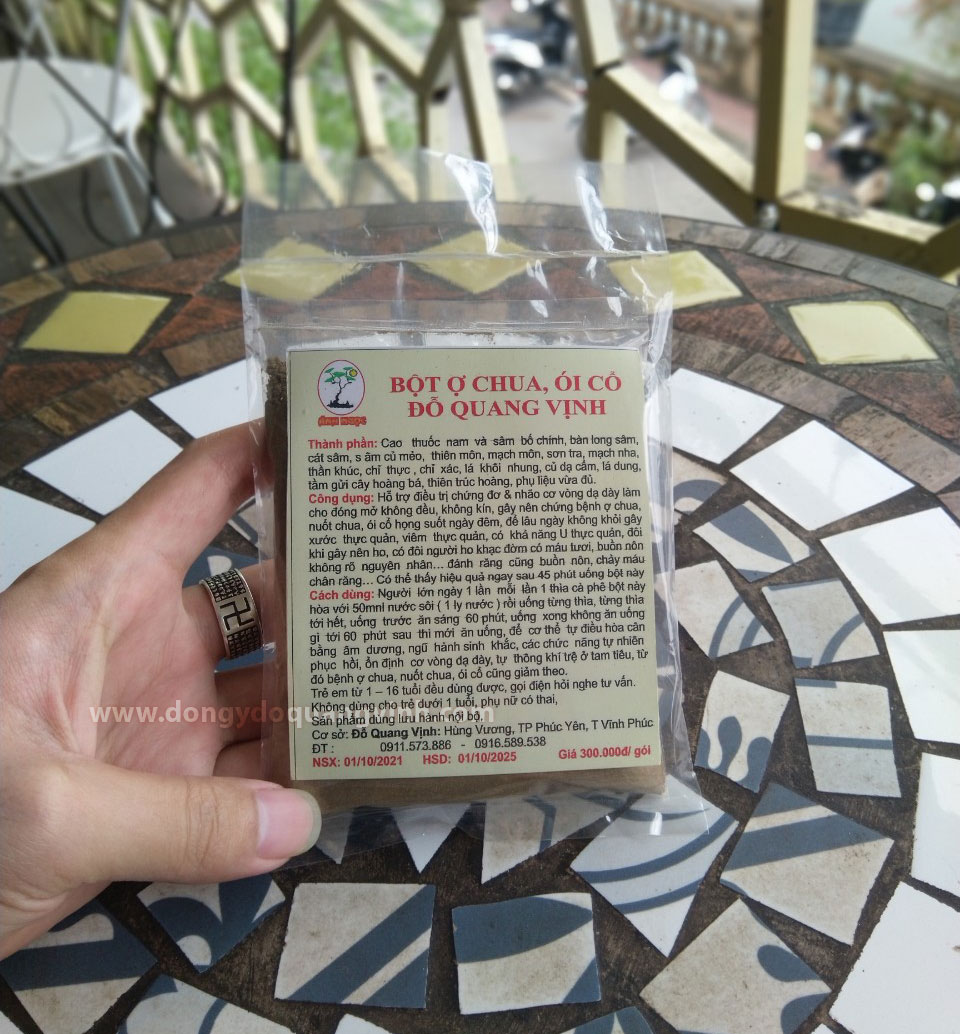 BỘT Ợ CHUA, ÓI CỔ
ĐỖ QUANG VỊNH
ÁNH NGỌC
Thành phần: Cao thuốc nam và sâm bố chính, bàn long sâm,
cát sâm, s âm củ mẻo, thiên môn, mạch môn, sơn tra, mạch nha,
thần khúc, chỉ thực , chỉ xác, lá khôi nhung, củ dạ cẩm, lá dung,
tầm gửi cây hoàng bá, thiên trúc hoàng, phụ liệu vừa đủ.
Công dụng: Hỗ trợ điều trị chứng đơ & nhão cơ vòng dạ dày làm
cho đóng mở không đều, không kín, gây nên chứng bệnh ợ chua,
nuốt chua, ói cổ họng suốt ngày đêm, để lâu ngày không khỏi gây
xước thực quản, viêm thực quản, có khả năng U thực quản, đôi
khi gây nên ho, có đôi người ho khạc đờm có máu tươi, buồn nôn
không rõ nguyên nhân... đánh răng cũng buồn nôn, chảy máu
chân răng... Có thể thấy hiệu quả ngay sau 45 phút uống bột này
Cách dùng: Người lớn ngày 1 lần mỗi lần 1 thìa cà phê bột này
hòa với 50mnl nước sôi ( 1 ly nước ) rồi uống từng thìa, từng thìa
tới hết, uống trước ăn sáng 60 phút, uống xong không ăn uống
gì tới 60 phút sau thì mới ăn uống, để cơ thể tự điều hòa cân
bằng âm dương, ngũ hành sinh khắc, các chức năng tự nhiên
phục hồi, ổn định cơ vòng dạ dày, tự thông khí trệ ở tam tiêu, từ
đó bệnh ợ chua, nuốt chua, ói cổ cũng giảm theo.
Trẻ em từ 1 – 16 tuổi đều dùng được, gọi điện hỏi nghe tư vấn.
Không dùng cho trẻ dưới 1 tuổi, phụ nữ có thai,
www.dongydoquangvinh.com
Sản phẩm dùng lưu hành nội bộ.
Cơ sở: Đỗ Quang Vịnh: Hùng Vương, TP Phúc Yên, T Vĩnh Phúc
ĐT : 0911.573.886 - 0916.589.538
NSX: 01/10/2021 HSD: 01/10/2025 Giá 300.000đ/ gói